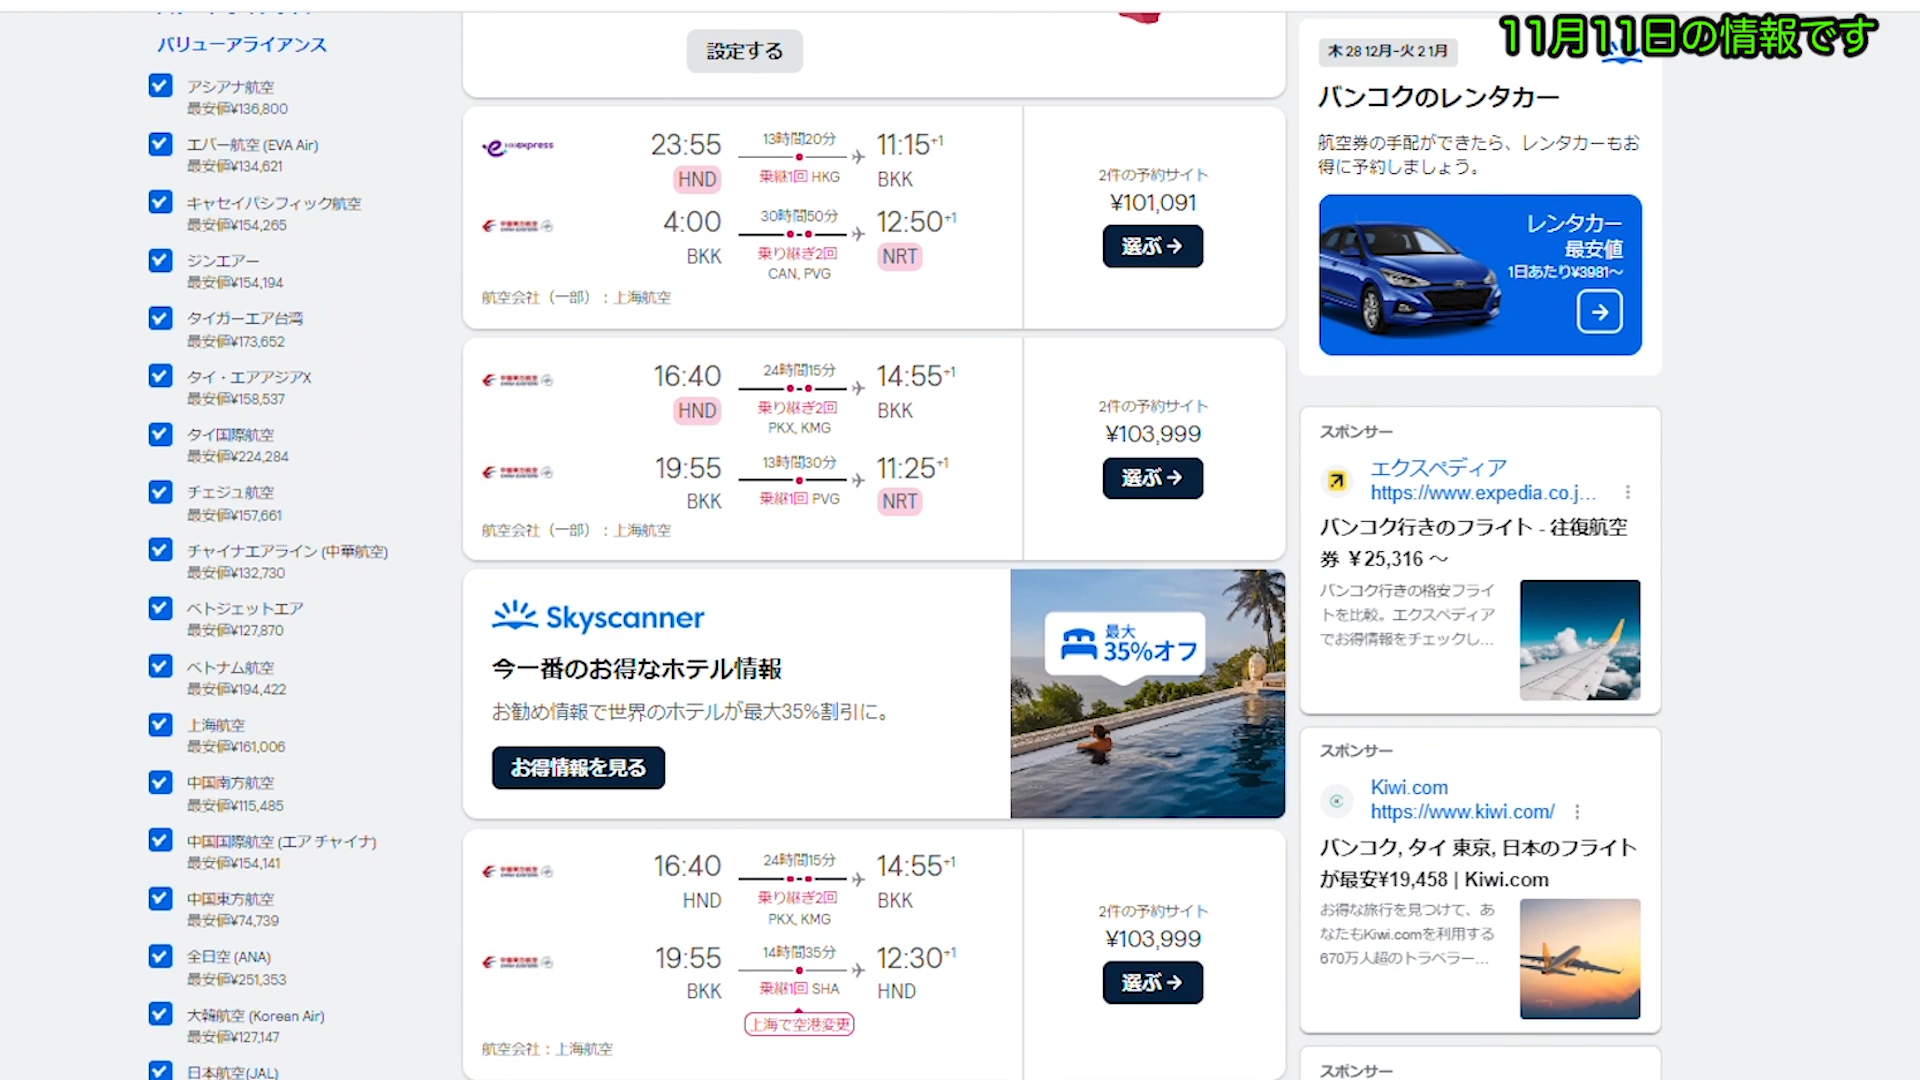 11月11日の情報です
バリューアライアンス
アシアナ航空
最安値¥136,800
エバー航空 (EVA Air)
最安値¥134,621
キャセイパシフィック航空
最安値¥154,265
ジンエアー
最安値¥154,194
タイガーエア台湾
最安値¥173,652
タイ・エアアジアX
最安値¥158,537
タイ国際航空
最安値¥224,284
チェジュ航空
最安値¥157,661
チャイナエアライン (中華航空)
最安値¥132,730
ベトジェットエア
最安値¥127,870
ベトナム航空
最安値¥194,422
上海航空
最安値¥161,006
中国南方航空
最安値¥115,485
中国国際航空 (エア チャイナ)
最安値¥154,141
中国東方航空
最安値¥74,739
全日空 (ANA)
最安値¥251,353
大韓航空 (Korean Air)
最安値¥127,147
日本航空(JAL)
設定する
express
23:55
13時間20分
11:15+1
HND
乗継1回 HKG
BKK
4:00
30時間50分
12:50+1
BKK
乗り継ぎ2回
NRT
CAN, PVG
航空会社（一部）：上海航空
2件の予約サイト
¥101,091
選ぶ→
16:40
24時間15分
14:55+1
HND
乗り継ぎ2回
BKK
PKX, KMG
19:55
13時間30分
11:25+1
BKK
乗継1回 PVG
NRT
航空会社（一部）：上海航空
2件の予約サイト
¥103,999
選ぶ→
Skyscanner
今一番のお得なホテル情報
お勧め情報で世界のホテルが最大35%割引に。
お得情報を見る
最大
35%オフ
16:40
24時間15分
14:55+1
HND
乗り継ぎ2回
BKK
PKX, KMG
19:55
14時間35分
12:30+1
BKK
乗継1回 SHA
HND
上海で空港変更
航空会社：上海航空
2件の予約サイト
¥103,999
選ぶ→
木 28 12月-火 2 1月
バンコクのレンタカー
航空券の手配ができたら、レンタカーもお
得に予約しましょう。
レンタカー
最安値
1日あたり¥3981〜
スポンサー
エクスペディア
https://www.expedia.co.j...
バンコク行きのフライト - 往復航空
券 ￥25,316 ～
バンコク行きの格安フライ
トを比較。エクスペディア
でお得情報をチェックし...
スポンサー
Kiwi.com
https://www.kiwi.com/
バンコク, タイ 東京, 日本のフライト
が最安¥19,458 | Kiwi.com
お得な旅行を見つけて、あ
なたもKiwi.comを利用する
670万人超のトラベラー...
スポンサー